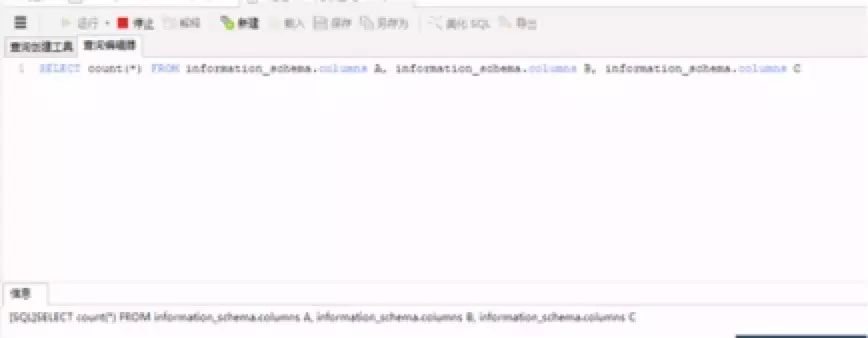 运行 停止 解释 新建 载入 保存 另存为 美化 SQL 导出
查询创建工具 查询编辑器
1 SELECT count(*) FROM information_schema.columns A, information_schema.columns B, information_schema.columns C
信息
[SQL]SELECT count(*) FROM information_schema.columns A, information_schema.columns B, information_schema.columns C